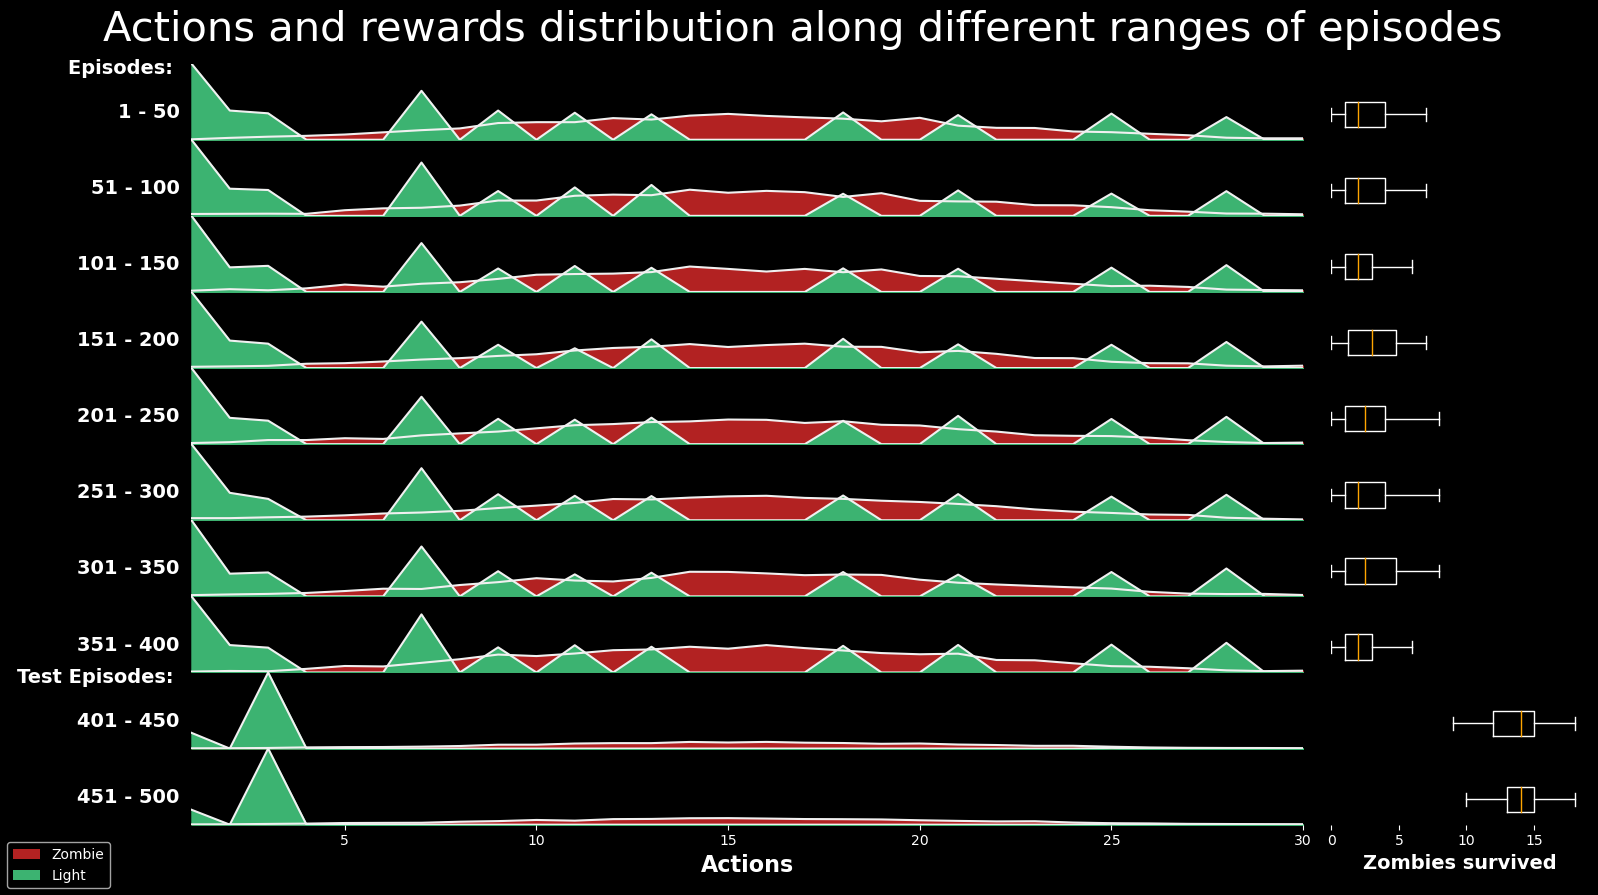 Actions and rewards distribution along different ranges of episodes
Episodes:
1 - 50
51 - 100
101 - 150
151 - 200
201 - 250
251 - 300
301 - 350
351 - 400
Test Episodes:
401 - 450
451 - 500
5 10 15 20 25 30
0 5 10 15
Actions
Zombies survived
Zombie
Light